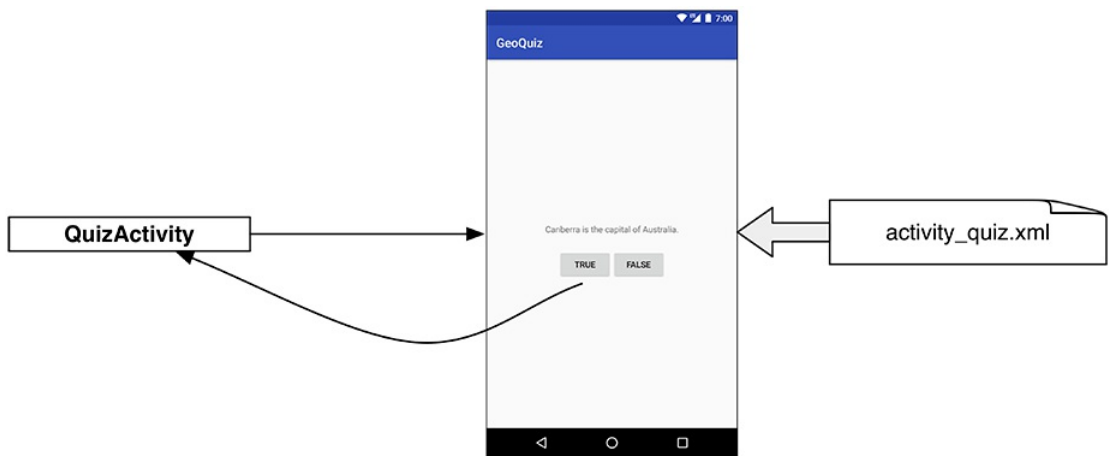 7:00
GeoQuiz
QuizActivity
Canberra is the capital of Australia.
TRUE FALSE
activity_quiz.xml